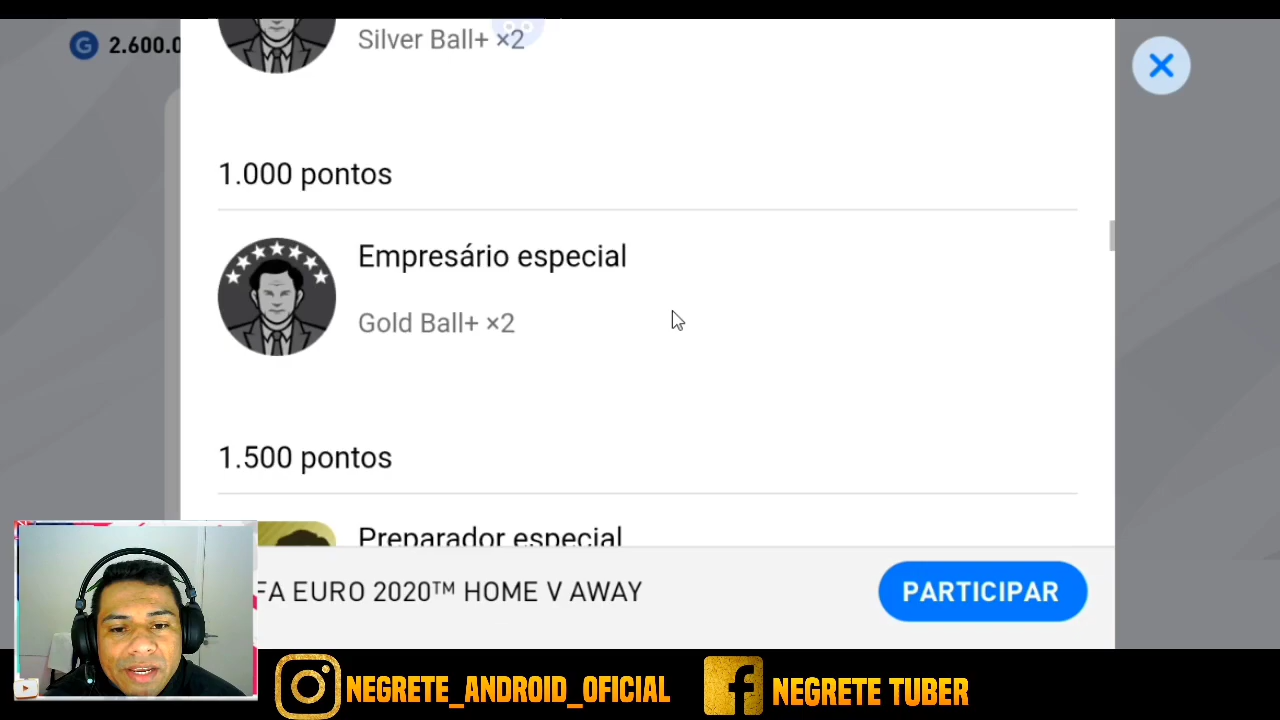 G 2.600.0
Silver Ball+ ×2
1.000 pontos
Empresário especial
Gold Ball+ ×2
1.500 pontos
Preparador especial
FA EURO 2020™ HOME V AWAY
PARTICIPAR
NEGRETE_ANDROID_OFICIAL
NEGRETE TUBER